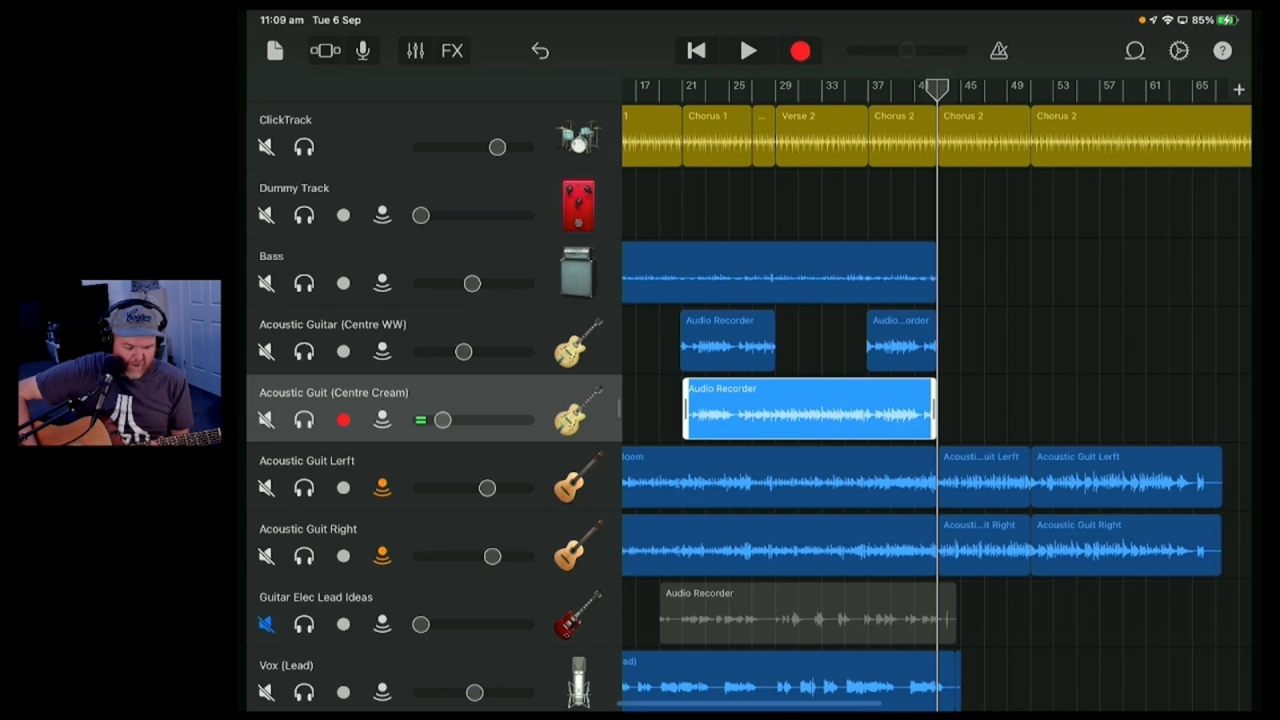 11:09 am Tue 6 Sep
85%
FX
?
17 21 25 29 33 37 45 49 53 57 61 65 +
ClickTrack
1 Chorus 1 ... Verse 2 Chorus 2 Chorus 2 Chorus 2
Dummy Track
Bass
Acoustic Guitar (Centre WW)
Audio Recorder Audio...order
Acoustic Guit (Centre Cream)
Audio Recorder
Acoustic Guit Lerft
loom Acousti...uit Lerft Acoustic Guit Lerft
Acoustic Guit Right
Acousti...it Right Acoustic Guit Right
Guitar Elec Lead Ideas
Audio Recorder
Vox (Lead)
ad)